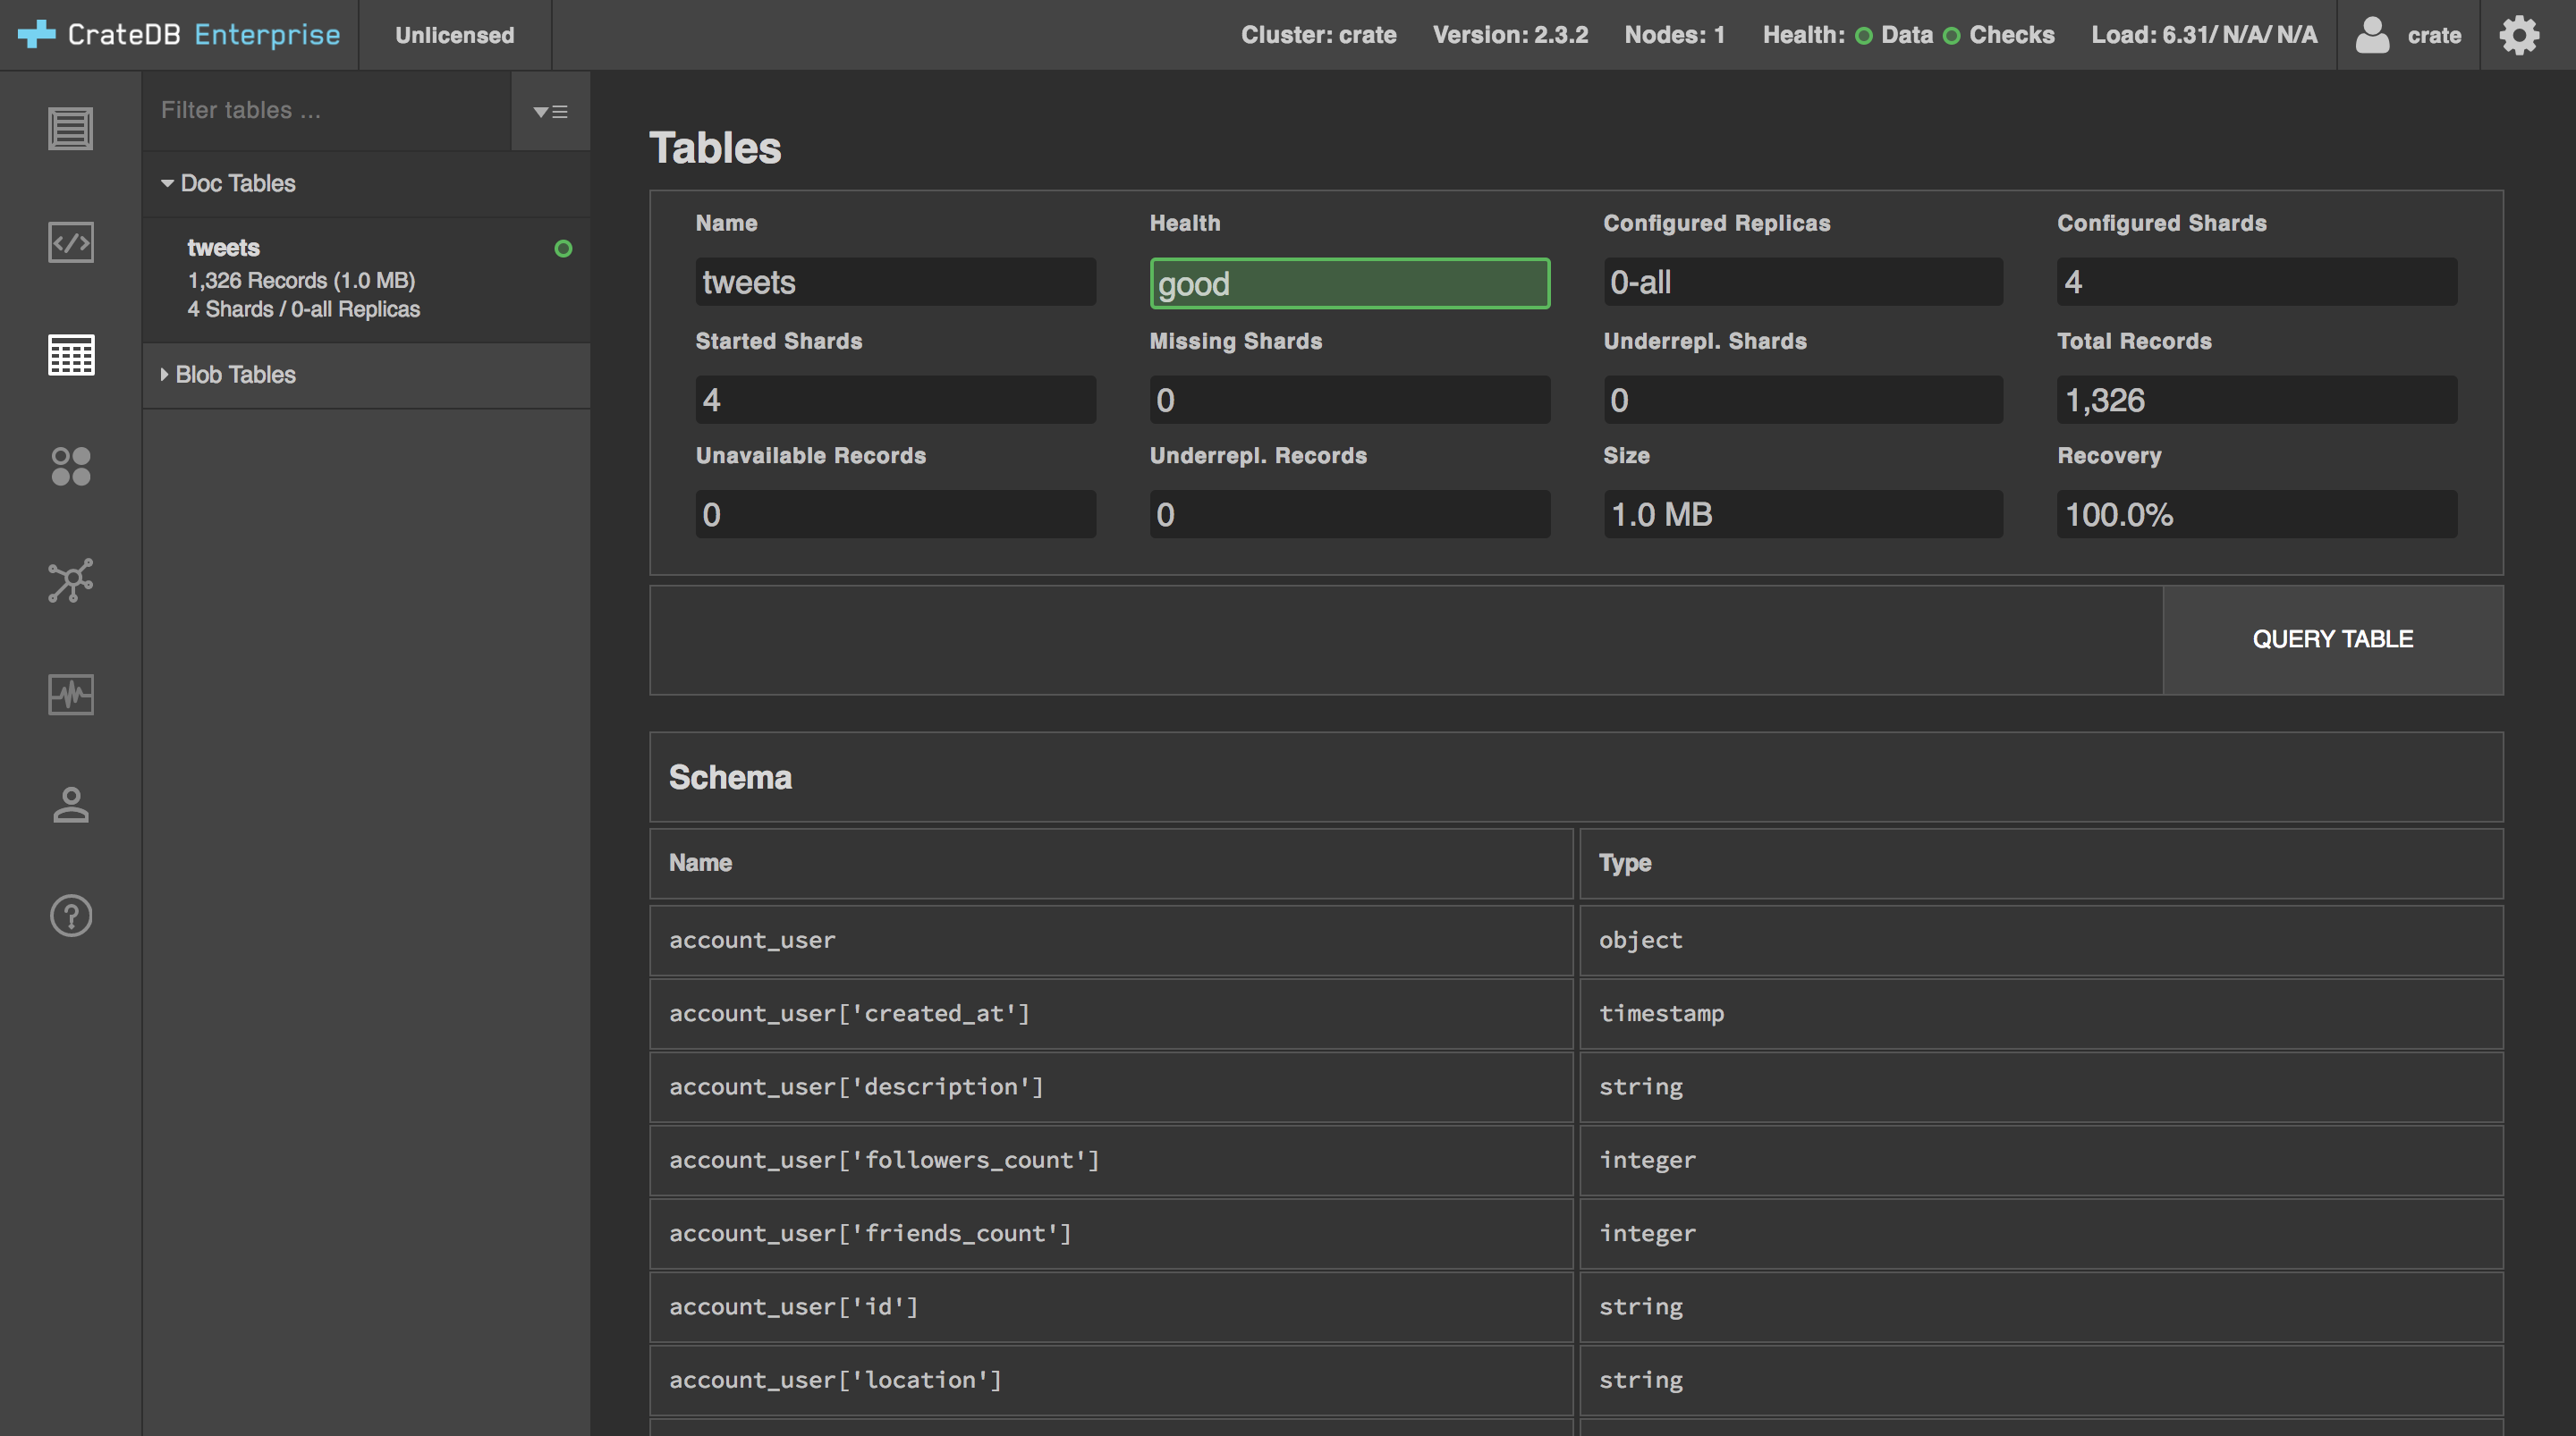 CrateDB Enterprise
Unlicensed
Cluster: crate
Version: 2.3.2
Nodes: 1
Health: Data Checks
Load: 6.31/ N/A/ N/A
crate
Filter tables ...
Doc Tables
tweets
1,326 Records (1.0 MB)
4 Shards / 0-all Replicas
Blob Tables
Tables
Name Health Configured Replicas Configured Shards
tweets good 0-all 4
Started Shards Missing Shards Underrepl. Shards Total Records
4 0 0 1,326
Unavailable Records Underrepl. Records Size Recovery
0 0 1.0 MB 100.0%
QUERY TABLE
Schema
Name Type
account_user object
account_user['created_at'] timestamp
account_user['description'] string
account_user['followers_count'] integer
account_user['friends_count'] integer
account_user['id'] string
account_user['location'] string